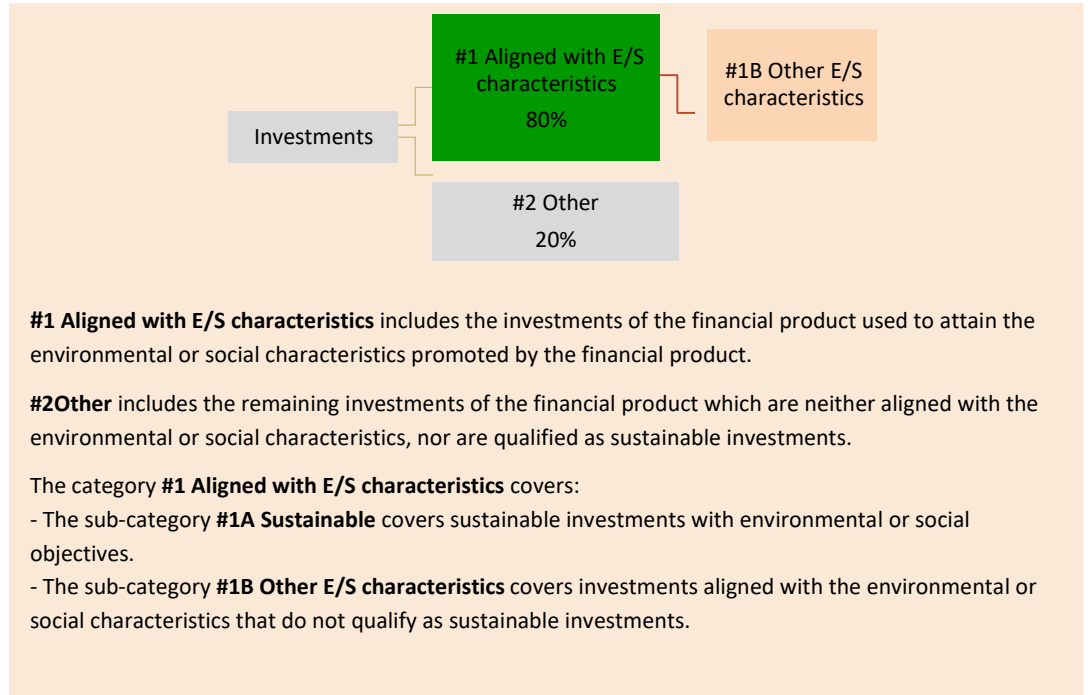 #1 Aligned with E/S
characteristics
80%
#1B Other E/S
characteristics
Investments
#2 Other
20%
#1 Aligned with E/S characteristics includes the investments of the financial product used to attain the
environmental or social characteristics promoted by the financial product.
#2Other includes the remaining investments of the financial product which are neither aligned with the
environmental or social characteristics, nor are qualified as sustainable investments.
The category #1 Aligned with E/S characteristics covers:
- The sub-category #1A Sustainable covers sustainable investments with environmental or social
objectives.
- The sub-category #1B Other E/S characteristics covers investments aligned with the environmental or
social characteristics that do not qualify as sustainable investments.